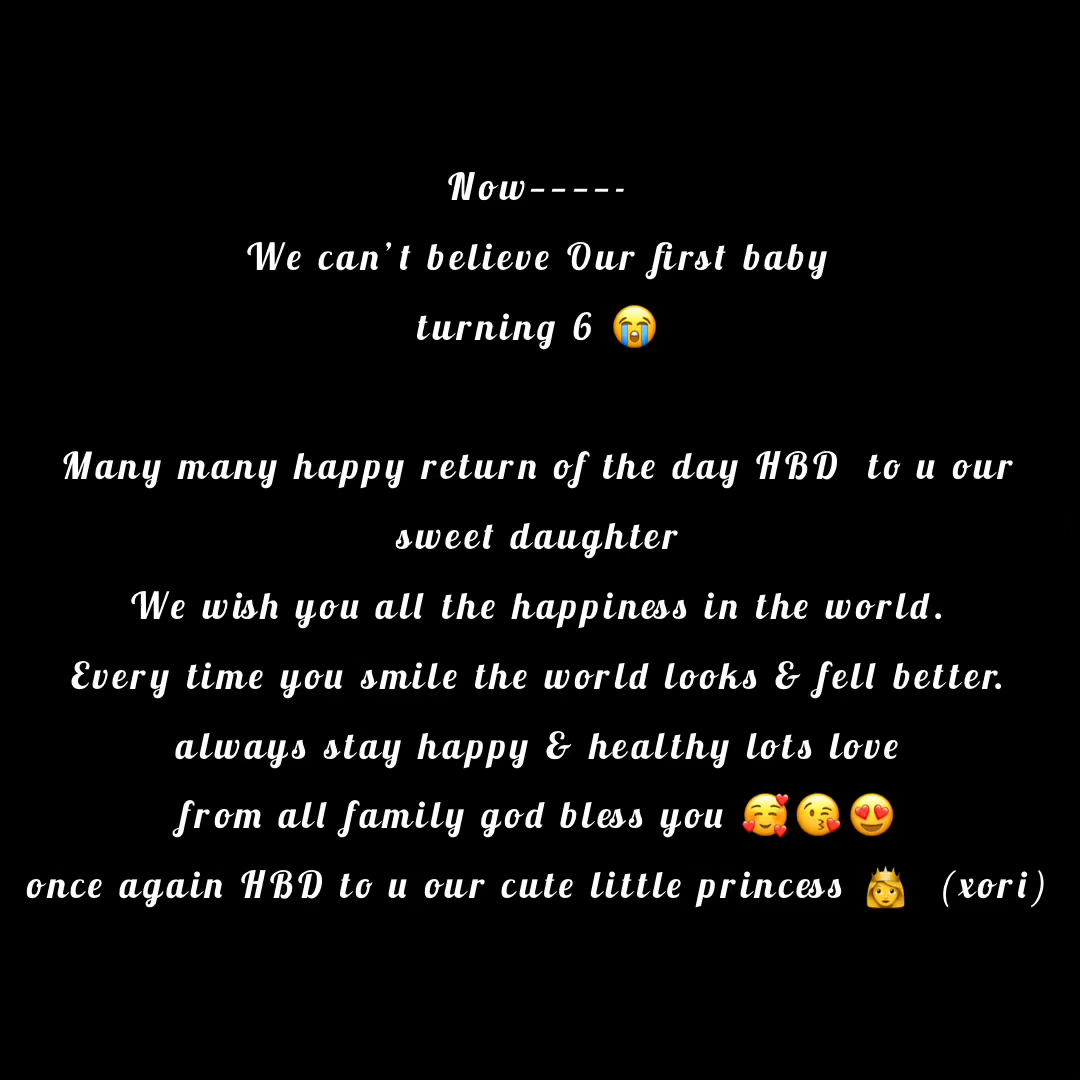 Now-----
We can’t believe Our first baby
turning 6 😭
Many many happy return of the day HBD  to u our
sweet daughter
We wish you all the happiness in the world.
Every time you smile the world looks & fell better.
always stay happy & healthy lots love
from all family god bless you 🥰😘😍
once again HBD to u our cute little princess 👸  (xori)